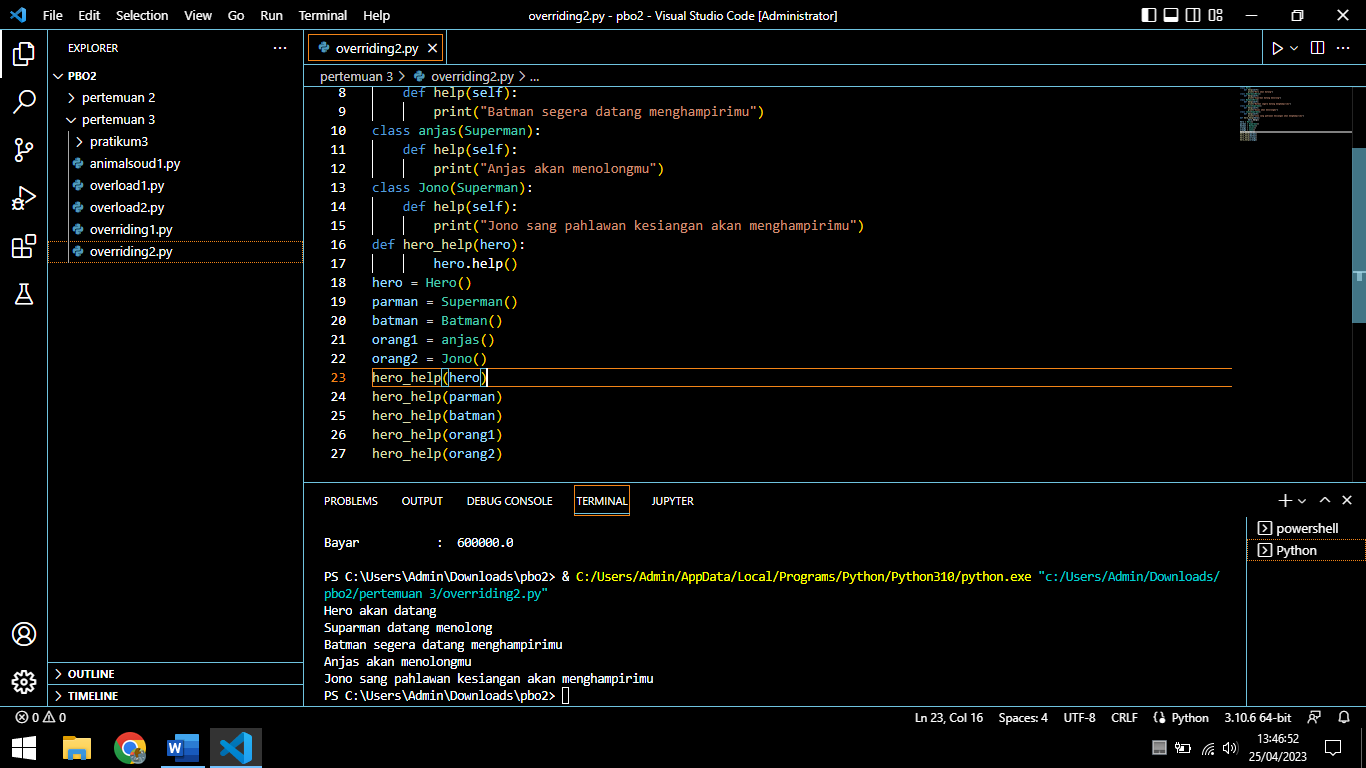 File Edit Selection View Go Run Terminal Help overriding2.py - pbo2 - Visual Studio Code [Administrator]
EXPLORER ...
PBO2
pertemuan 2
pertemuan 3
pratikum3
animalsoud1.py
overload1.py
overload2.py
overriding1.py
overriding2.py
OUTLINE
TIMELINE
overriding2.py
pertemuan 3 > overriding2.py > ...
8 def help(self):
9 print("Batman segera datang menghampirimu")
10 class anjas(Superman):
11 def help(self):
12 print("Anjas akan menolongmu")
13 class Jono(Superman):
14 def help(self):
15 print("Jono sang pahlawan kesiangan akan menghampirimu")
16 def hero_help(hero):
17 hero.help()
18 hero = Hero()
19 parman = Superman()
20 batman = Batman()
21 orang1 = anjas()
22 orang2 = Jono()
23 hero_help(hero)
24 hero_help(parman)
25 hero_help(batman)
26 hero_help(orang1)
27 hero_help(orang2)
PROBLEMS OUTPUT DEBUG CONSOLE TERMINAL JUPYTER
Bayar : 600000.0
PS C:\Users\Admin\Downloads\pbo2> & C:/Users/Admin/AppData/Local/Programs/Python/Python310/python.exe "c:/Users/Admin/Downloads/
pbo2/pertemuan 3/overriding2.py"
Hero akan datang
Suparman datang menolong
Batman segera datang menghampirimu
Anjas akan menolongmu
Jono sang pahlawan kesiangan akan menghampirimu
PS C:\Users\Admin\Downloads\pbo2>
powershell
Python
0 0 Ln 23, Col 16 Spaces: 4 UTF-8 CRLF Python 3.10.6 64-bit
13:46:52
25/04/2023